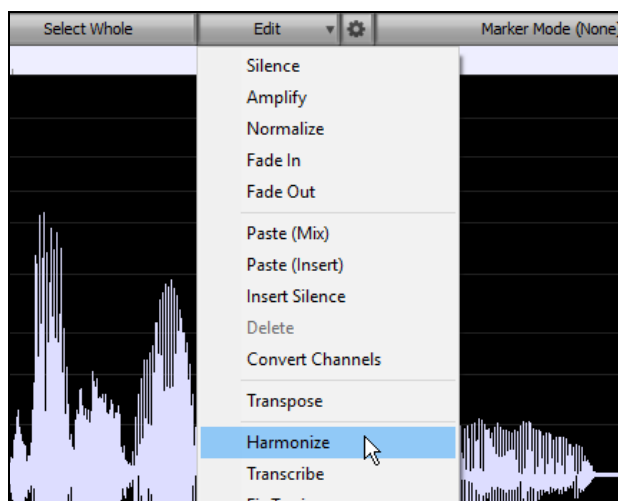 Select Whole
Edit
Marker Mode (None)
Silence
Amplify
Normalize
Fade In
Fade Out
Paste (Mix)
Paste (Insert)
Insert Silence
Delete
Convert Channels
Transpose
Harmonize
Transcribe